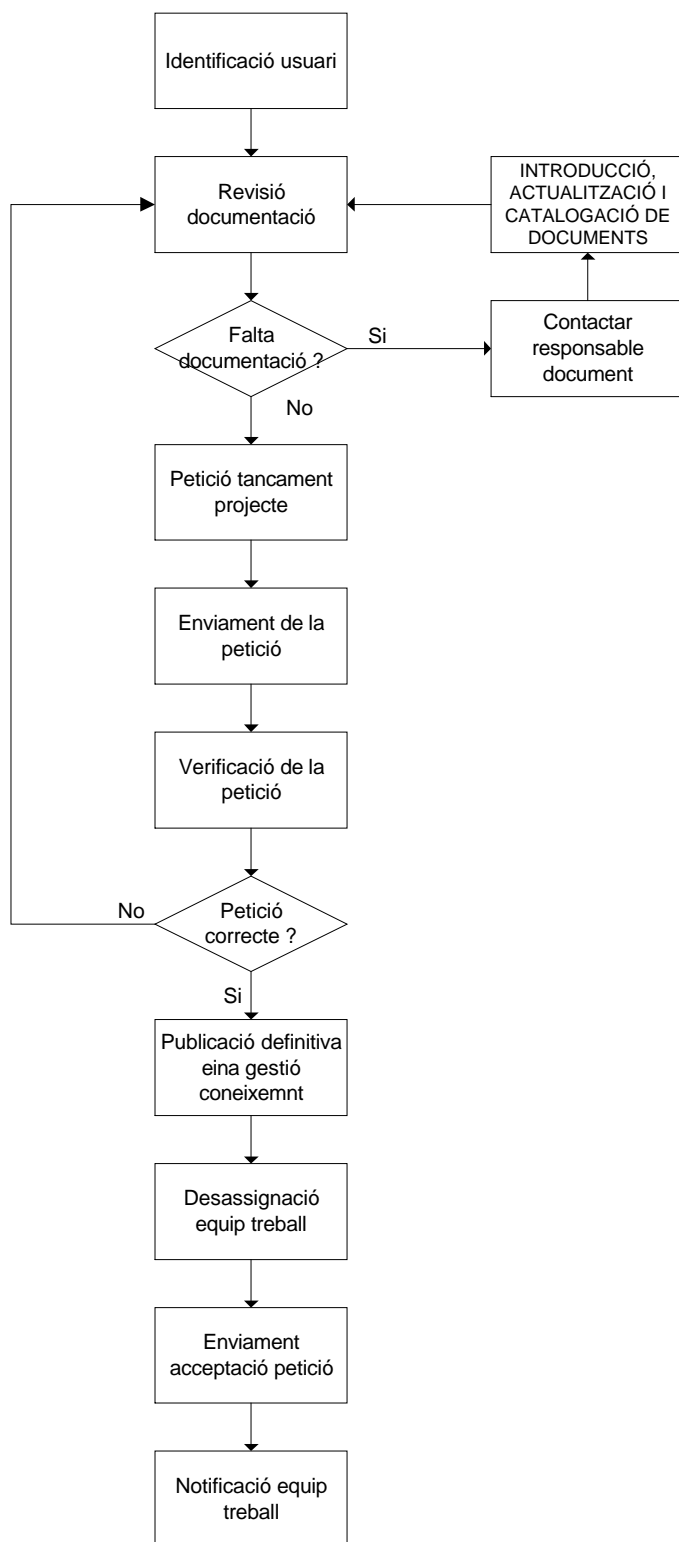 Identificació usuari
Revisió
documentació
INTRODUCCIÓ,
ACTUALITZACIÓ I
CATALOGACIÓ DE
DOCUMENTS
Falta
documentació ?
Si
Contactar
responsable
document
No
Petició tancament
projecte
Enviament de la
petició
Verificació de la
petició
No
Petició
correcte ?
Si
Publicació definitiva
eina gestió
coneixemnt
Desassignació
equip treball
Enviament
acceptació petició
Notificació equip
treball